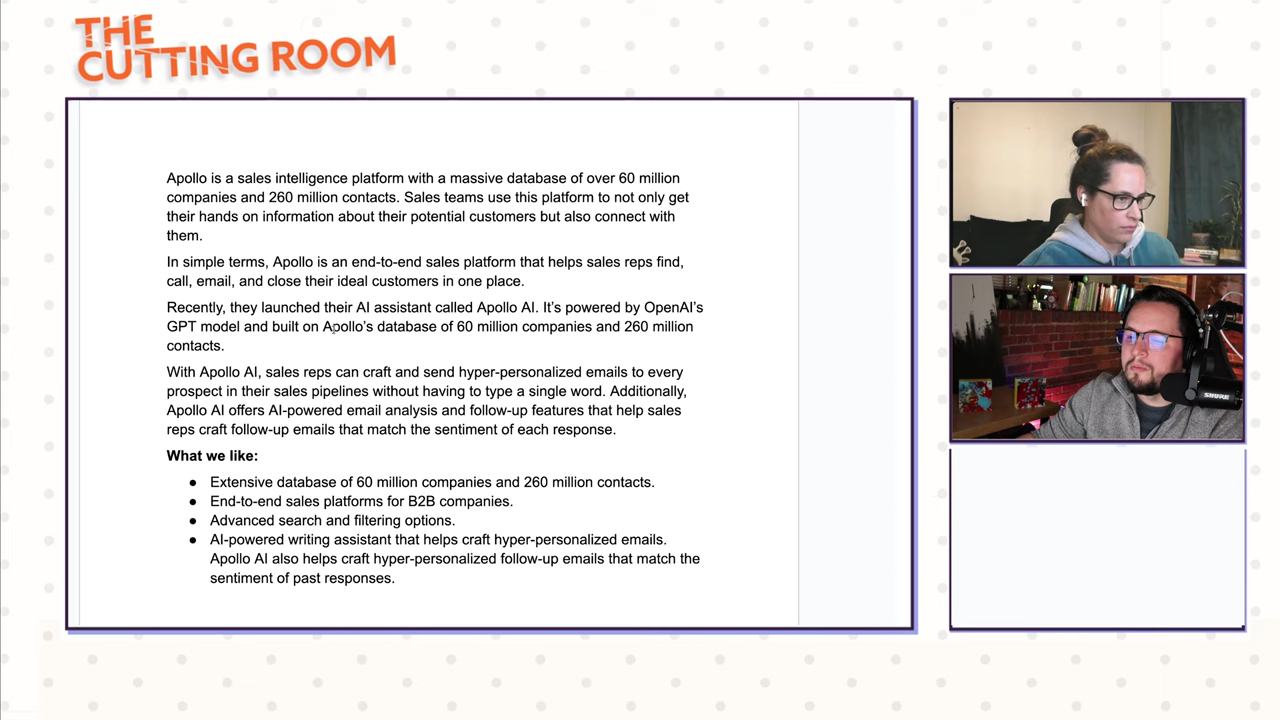 THE
CUTTING ROOM
Apollo is a sales intelligence platform with a massive database of over 60 million
companies and 260 million contacts. Sales teams use this platform to not only get
their hands on information about their potential customers but also connect with
them.
In simple terms, Apollo is an end-to-end sales platform that helps sales reps find,
call, email, and close their ideal customers in one place.
Recently, they launched their AI assistant called Apollo AI. It’s powered by OpenAI’s
GPT model and built on Apollo’s database of 60 million companies and 260 million
contacts.
With Apollo AI, sales reps can craft and send hyper-personalized emails to every
prospect in their sales pipelines without having to type a single word. Additionally,
Apollo AI offers AI-powered email analysis and follow-up features that help sales
reps craft follow-up emails that match the sentiment of each response.
What we like:
● Extensive database of 60 million companies and 260 million contacts.
● End-to-end sales platforms for B2B companies.
● Advanced search and filtering options.
● AI-powered writing assistant that helps craft hyper-personalized emails.
Apollo AI also helps craft hyper-personalized follow-up emails that match the
sentiment of past responses.
SHURE